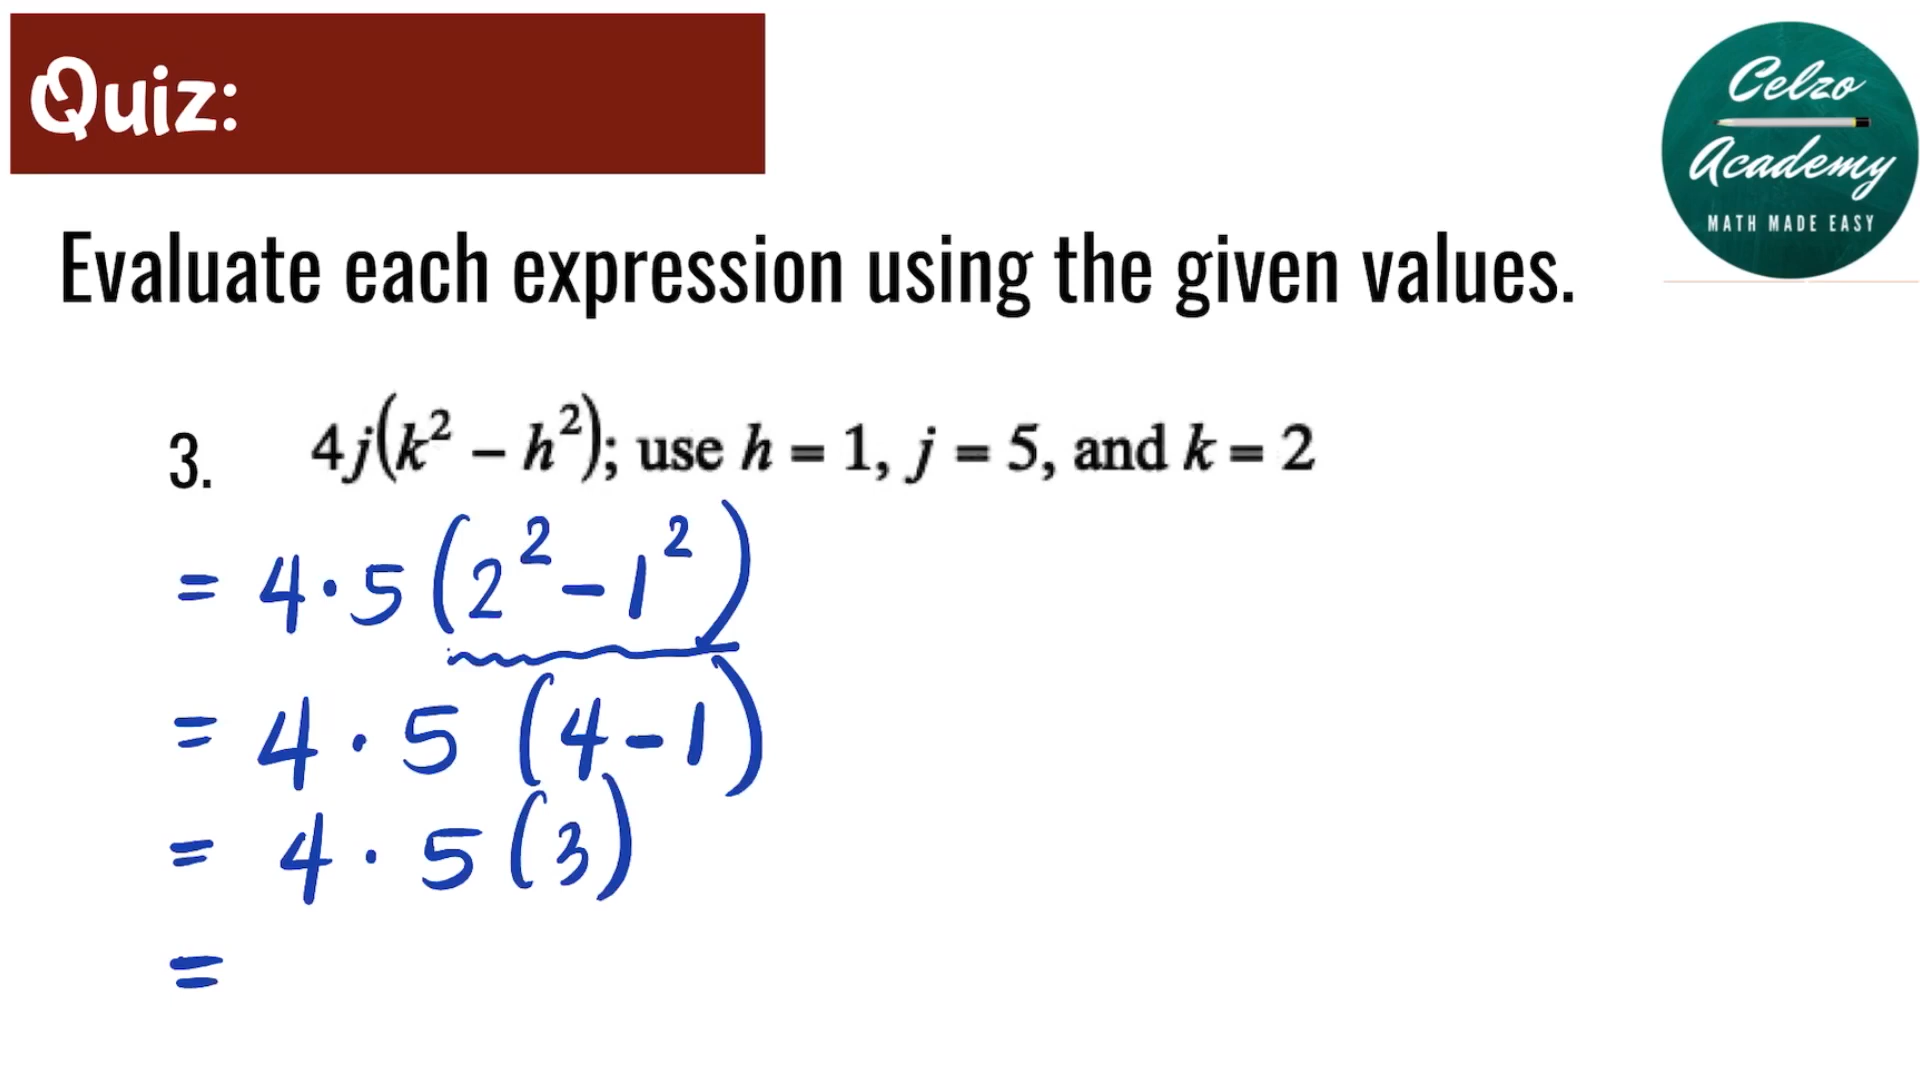 Quiz:
Celzo
Academy
MATH MADE EASY
Evaluate each expression using the given values.
3. 4j(k² – h²); use h = 1, j = 5, and k = 2
= 4·5(2²-1²)
= 4·5 (4-1)
= 4·5(3)
=